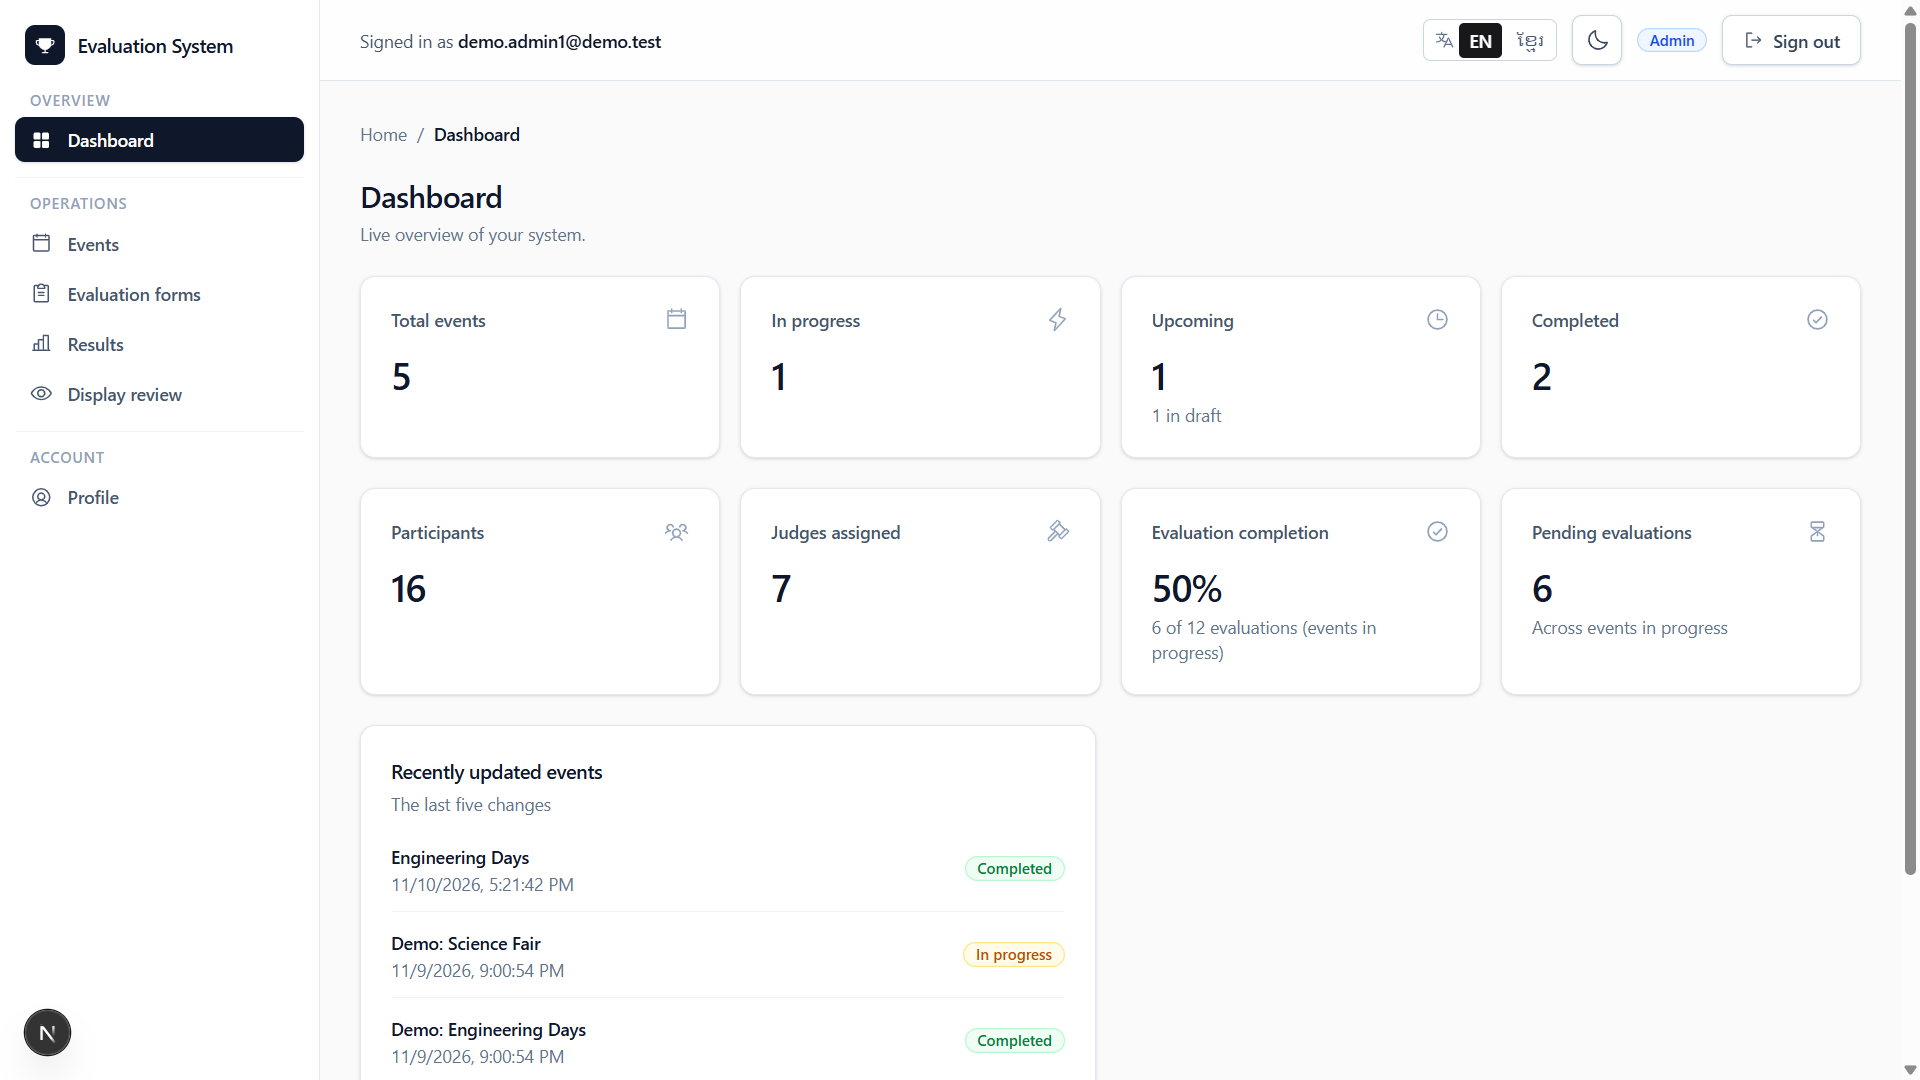 Evaluation System
OVERVIEW
Dashboard
OPERATIONS
Events
Evaluation forms
Results
Display review
ACCOUNT
Profile
Signed in as demo.admin1@demo.test
EN
ខ្មែរ
Admin
Sign out
Home / Dashboard
Dashboard
Live overview of your system.
Total events
5
In progress
1
Upcoming
1
1 in draft
Completed
2
Participants
16
Judges assigned
7
Evaluation completion
50%
6 of 12 evaluations (events in
progress)
Pending evaluations
6
Across events in progress
Recently updated events
The last five changes
Engineering Days
11/10/2026, 5:21:42 PM
Completed
Demo: Science Fair
11/9/2026, 9:00:54 PM
In progress
Demo: Engineering Days
11/9/2026, 9:00:54 PM
Completed
N